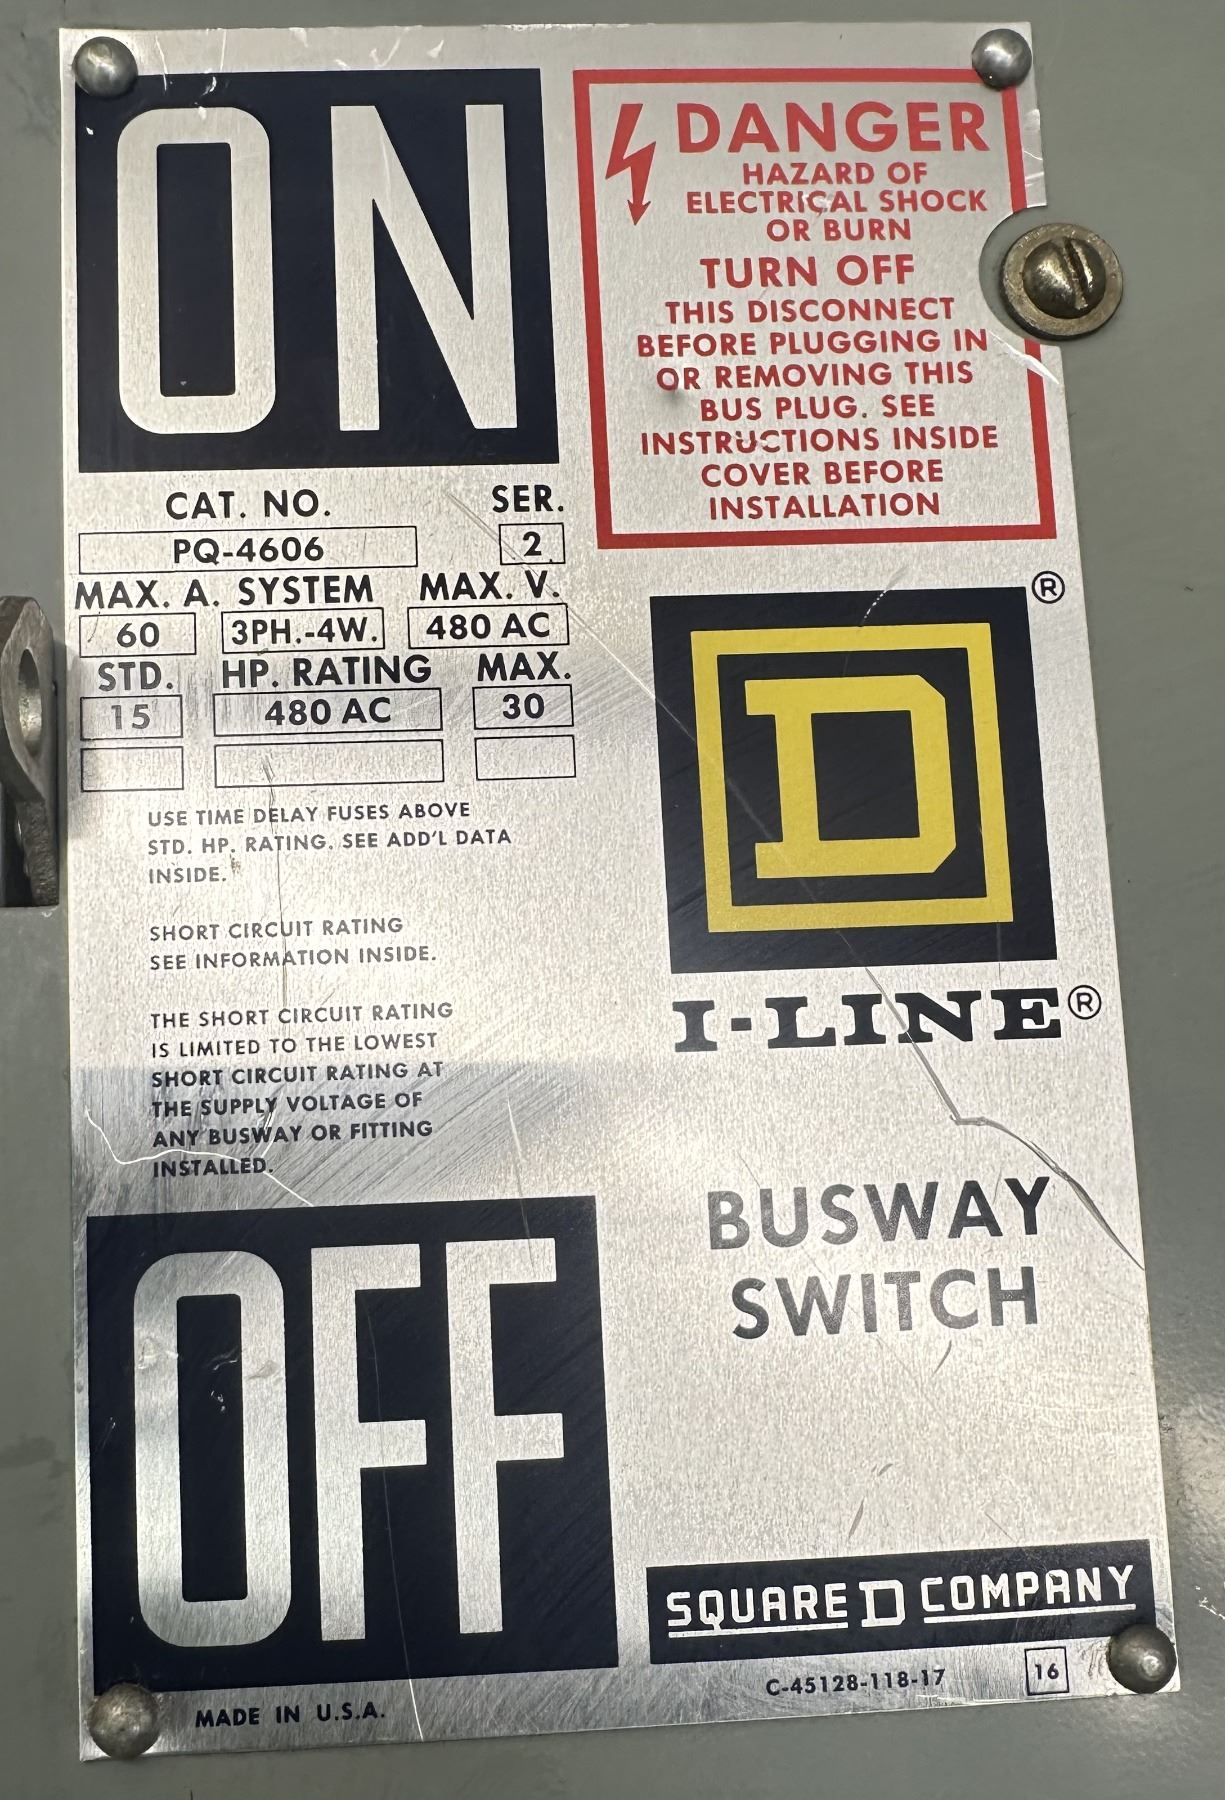 ON
DANGER
HAZARD OF
ELECTRICAL SHOCK
OR BURN
TURN OFF
THIS DISCONNECT
BEFORE PLUGGING IN
OR REMOVING THIS
BUS PLUG. SEE
INSTRUCTIONS INSIDE
COVER BEFORE
INSTALLATION
CAT. NO. SER.
PQ-4606 2
MAX. A. SYSTEM MAX. V.
60 3PH.-4W. 480 AC
STD. HP. RATING MAX.
15 480 AC 30
USE TIME DELAY FUSES ABOVE
STD. HP. RATING. SEE ADD'L DATA
INSIDE.
SHORT CIRCUIT RATING
SEE INFORMATION INSIDE.
THE SHORT CIRCUIT RATING
IS LIMITED TO THE LOWEST
SHORT CIRCUIT RATING AT
THE SUPPLY VOLTAGE OF
ANY BUSWAY OR FITTING
INSTALLED.
D ®
I-LINE®
BUSWAY
SWITCH
OFF
SQUARE D COMPANY
C-45128-118-17 16
MADE IN U.S.A.